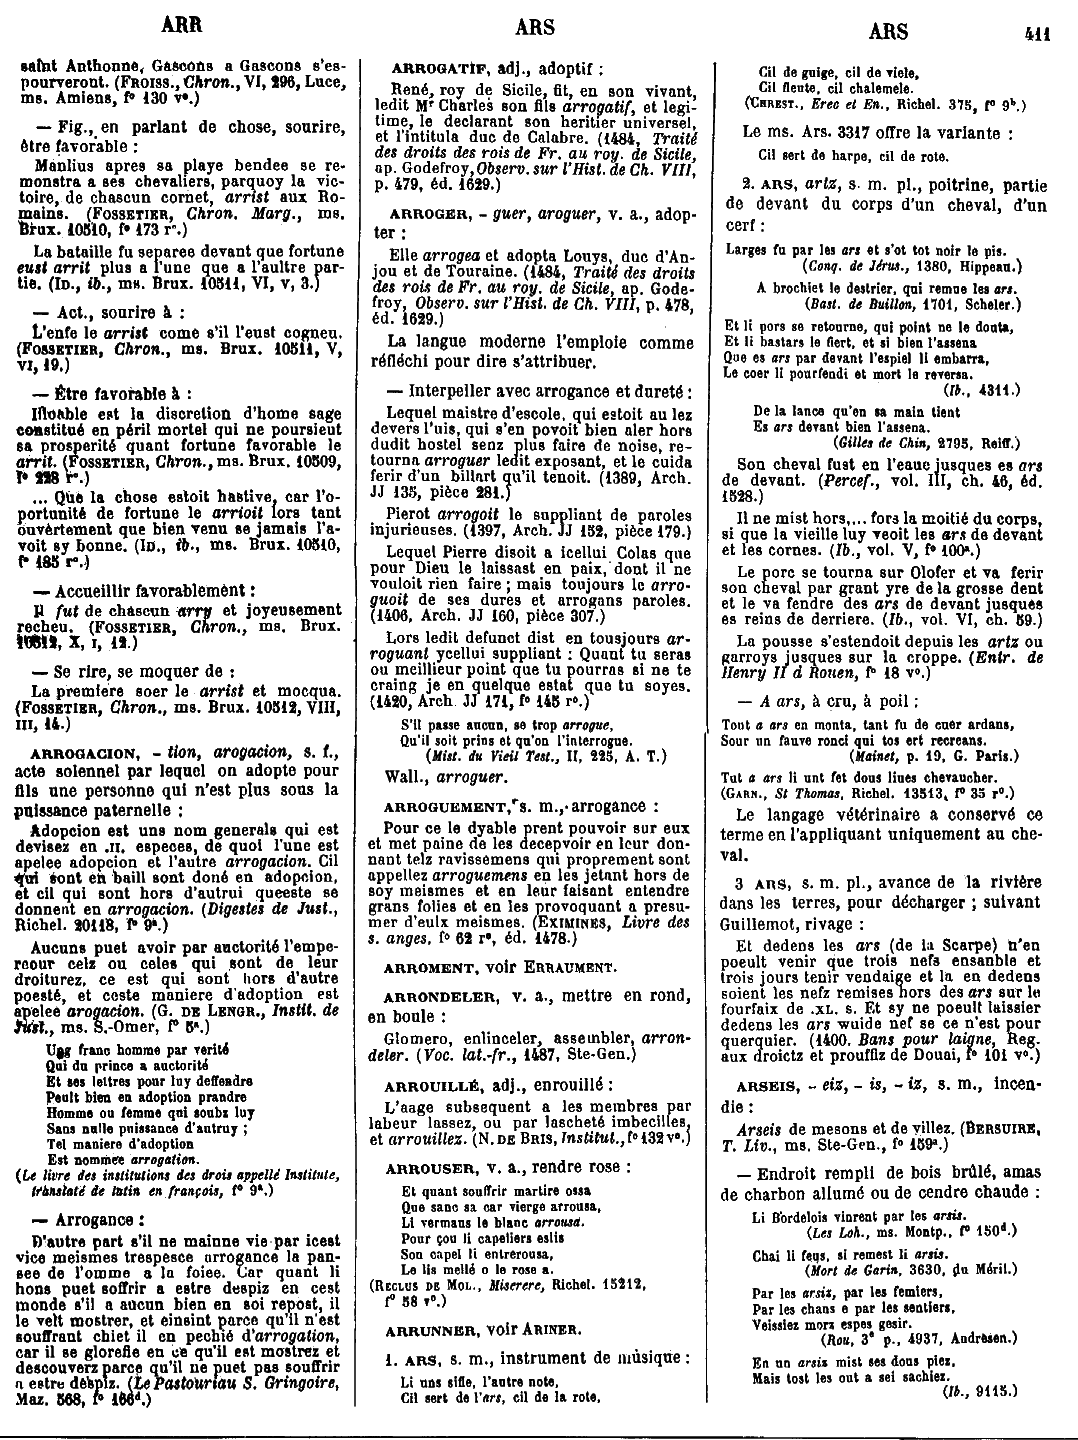 ARR
ARS
ARS
411
saint Anthonne, Gascons a Gascons s'es-
pourveront. (FROISS., Chron., VI, 296, Luce,
ms. Amiens, f° 130 v°.)
— Fig., en parlant de chose, sourire,
être favorable :
Manlius apres sa playe bendee se re-
monstra a ses chevaliers, parquoy la vic-
toire, de chascun cornet, arrist aux Ro-
mains. (FOSSETIER, Chron. Marg., ms.
Brux. 10510, f° 173 r°.)
La bataille fu separee devant que fortune
eust arrit plus a l'une que a l'aultre par-
tie. (ID., ib., ms. Brux. 10511, VI, v, 3.)
— Act., sourire à :
L'enfe le arrist come s'il l'eust cogneu.
(FOSSETIER, Chron., ms. Brux. 10511, V,
VI, 19.)
— Être favorable à :
Illoable est la discretion d'home sage
constitué en péril mortel qui ne poursieut
sa prosperité quant fortune favorable le
arrit. (FOSSETIER, Chron., ms. Brux. 10509,
f° 228 r°.)
... Que la chose estoit hastive, car l'o-
portunité de fortune le arrioit lors tant
ouvertement que bien venu se jamais l'a-
voit sy bonne. (ID., ib., ms. Brux. 10510,
f° 185 r°.)
— Accueillir favorablement :
Il fut de chascun arry et joyeusement
recheu. (FOSSETIER, Chron., ms. Brux.
10512, X, I, 12.)
— Se rire, se moquer de :
La premiere soer le arrist et mocqua.
(FOSSETIER, Chron., ms. Brux. 10512, VIII,
III, 14.)
ARROGACION, - tion, arogacion, s. f.,
acte solennel par lequel on adopte pour
fils une personne qui n'est plus sous la
puissance paternelle :
Adopcion est uns nom generals qui est
devisez en .II. especes, de quoi l'une est
apelee adopcion et l'autre arrogacion. Cil
qui sont en baill sont doné en adopcion,
et cil qui sont hors d'autrui queeste se
donnent en arrogacion. (Digestes de Just.,
Richel. 20118, f° 9ª.)
Aucuns puet avoir par auctorité l'empe-
reour celz ou celes qui sont de leur
droiturez, ce est qui sont hors d'autre
poesté, et ceste maniere d'adoption est
apelee arogacion. (G. DE LENGR., Instit. de
Just., ms. S.-Omer, f° 5ª.)
Ung franc homme par verité
Qui du prince a auctorité
Et ses lettres pour luy deffendre
Peult bien en adoption prandre
Homme ou femme qui soubz luy
Sans nulle puissance d'autruy ;
Tel maniere d'adoption
Est nommee arrogation.
(Le livre des institutions des drois appellé Institute,
translaté de latin en françois, f° 9ª.)
— Arrogance :
D'autre part s'il ne mainne vie par icest
vice meismes trespesce arrogance la pan-
see de l'omme a la foiee. Car quant li
hons puet soffrir a estre despiz en cest
monde s'il a aucun bien en soi repost, il
le velt mostrer, et einsint parce qu'il n'est
souffrant chiet il en pechié d'arrogation,
car il se glorefie en ce qu'il est mostrez et
descouverz parce qu'il ne puet pas souffrir
a estre despiz. (Le Pastouriau S. Gringoire,
Maz. 568, f° 166ᵈ.)
ARROGATIF, adj., adoptif :
René, roy de Sicile, fit, en son vivant,
ledit Mʳ Charles son fils arrogatif, et legi-
time, le declarant son heritier universel,
et l'intitula duc de Calabre. (1484, Traité
des droits des rois de Fr. au roy. de Sicile,
ap. Godefroy, Observ. sur l'Hist. de Ch. VIII,
p. 479, éd. 1629.)
ARROGER, - guer, aroguer, v. a., adop-
ter :
Elle arrogea et adopta Louys, duc d'An-
jou et de Touraine. (1484, Traité des droits
des rois de Fr. au roy. de Sicile, ap. Gode-
froy, Observ. sur l'Hist. de Ch. VIII, p. 478,
éd. 1629.)
La langue moderne l'emploie comme
réfléchi pour dire s'attribuer.
— Interpeller avec arrogance et dureté :
Lequel maistre d'escole, qui estoit au lez
devers l'uis, qui s'en povoit bien aler hors
dudit hostel senz plus faire de noise, re-
tourna arroguer ledit exposant, et le cuida
ferir d'un billart qu'il tenoit. (1389, Arch.
JJ 135, pièce 281.)
Pierot arrogoit le suppliant de paroles
injurieuses. (1397, Arch. JJ 152, pièce 179.)
Lequel Pierre disoit a icellui Colas que
pour Dieu le laissast en paix, dont il ne
vouloit rien faire ; mais toujours le arro-
guoit de ses dures et arrogans paroles.
(1406, Arch. JJ 160, pièce 307.)
Lors ledit defunct dist en tousjours ar-
roguant ycellui suppliant : Quant tu seras
ou meillieur point que tu pourras si ne te
craing je en quelque estat que tu soyes.
(1420, Arch. JJ 171, f° 145 r°.)
S'il passe aucun, se trop arrogue,
Qu'il soit prins et qu'on l'interrogue.
(Mist. du Vieil Test., II, 225, A. T.)
Wall., arroguer.
ARROGUEMENT, s. m., arrogance :
Pour ce le dyable prent pouvoir sur eux
et met paine de les decepvoir en leur don-
nant telz ravissemens qui proprement sont
appellez arroguemens en les jetant hors de
soy meismes et en leur faisant entendre
grans folies et en les provoquant a presu-
mer d'eulx meismes. (EXIMINES, Livre des
s. anges, f° 62 r°, éd. 1478.)
ARROMENT, voir ERRAUMENT.
ARRONDELER, v. a., mettre en rond,
en boule :
Glomero, enlinceler, assembler, arron-
deler. (Voc. lat.-fr., 1487, Ste-Gen.)
ARROUILLÉ, adj., enrouillé :
L'aage subsequent a les membres par
labeur lassez, ou par lascheté imbecilles,
et arrouillez. (N. DE BRIS, Institut., f° 132 v°.)
ARROUSER, v. a., rendre rose :
Et quant souffrir martire ossa
Que sanc sa car vierge arrousa,
Li vermaus le blanc arrousa.
Pour çou li capeliers eslis
Son capel li entrerousa,
Le lis mellé o le rose a.
(RECLUS DE MOL., Miserere, Richel. 15212,
f° 58 v°.)
ARRUNNER, voir ARINER.
1. ARS, s. m., instrument de musique :
Li uns sifle, l'autre note,
Cil sert de l'ars, cil de la rote,
Cil de guige, cil de viele,
Cil fleute, cil chalemele.
(CHREST., Erec et En., Richel. 375, f° 9ᵇ.)
Le ms. Ars. 3317 offre la variante :
Cil sert de harpe, cil de rote.
2. ARS, artz, s. m. pl., poitrine, partie
de devant du corps d'un cheval, d'un
cerf :
Larges fu par les ars et s'ot tot noir le pis.
(Conq. de Jérus., 1380, Hippeau.)
A brochiet le destrier, qui remue les ars.
(Bast. de Buillon, 1701, Scheler.)
Et li pors se retourne, qui point ne le douta,
Et li bastars le fiert, et si bien l'assena
Que es ars par devant l'espiel li embarra,
Le coer li pourfendi et mort le reversa.
(Ib., 4311.)
De la lance qu'en sa main tient
Es ars devant bien l'assena.
(Gilles de Chin, 2795, Reiff.)
Son cheval fust en l'eaue jusques es ars
de devant. (Percef., vol. III, ch. 46, éd.
1528.)
Il ne mist hors,... fors la moitié du corps,
si que la vieille luy veoit les ars de devant
et les cornes. (Ib., vol. V, f° 100ª.)
Le porc se tourna sur Olofer et va ferir
son cheval par grant yre de la grosse dent
et le va fendre des ars de devant jusques
es reins de derriere. (Ib., vol. VI, ch. 59.)
La pousse s'estendoit depuis les artz ou
garroys jusques sur la croppe. (Entr. de
Henry II à Rouen, f° 18 v°.)
— A ars, à cru, à poil :
Tout a ars en monta, tant fu de cuer ardans,
Sour un fauve ronci qui tos ert recreans.
(Mainet, p. 19, G. Paris.)
Tut a ars li unt fet dous liues chevaucher.
(GARN., St Thomas, Richel. 13513, f° 35 r°.)
Le langage vétérinaire a conservé ce
terme en l'appliquant uniquement au che-
val.
3 ARS, s. m. pl., avance de la rivière
dans les terres, pour décharger ; suivant
Guillemot, rivage :
Et dedens les ars (de la Scarpe) n'en
poeult venir que trois nefs ensanble et
trois jours tenir vendaige et la en dedens
soient les nefz remises hors des ars sur le
fourfaix de .XL. s. Et sy ne poeult laissier
dedens les ars wuide nef se ce n'est pour
querquier. (1400. Bans pour laigne, Reg.
aux droictz et prouffiz de Douai, f° 101 v°.)
ARSEIS, - eiz, - is, - iz, s. m., incen-
die :
Arseis de mesons et de villez. (BERSUIRE,
T. Liv., ms. Ste-Gen., f° 159ª.)
— Endroit rempli de bois brûlé, amas
de charbon allumé ou de cendre chaude :
Li Bordelois vinrent par les arsis.
(Les Loh., ms. Montp., f° 150ᵈ.)
Chai li feus, si remest li arsis.
(Mort de Garin, 3630, du Méril.)
Par les arsiz, par les femiers,
Par les chans e par les sentiers,
Veissiez morz espes gesir.
(Rou, 3ᵉ p., 4937, Andresen.)
En un arsiz mist ses dous piez,
Mais tost les out a sei sachiez.
(Ib., 9115.)